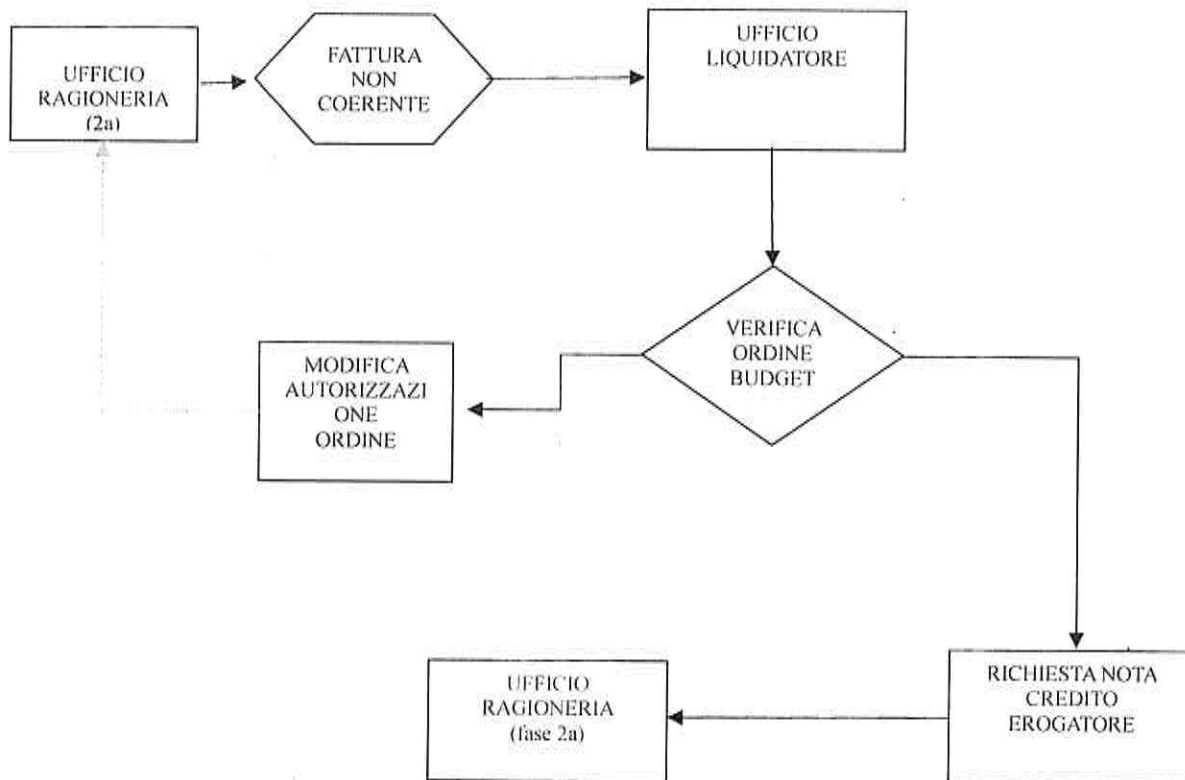 UFFICIO
RAGIONERIA
(2a)
FATTURA
NON
COERENTE
UFFICIO
LIQUIDATORE
VERIFICA
ORDINE
BUDGET
MODIFICA
AUTORIZZAZI
ONE
ORDINE
UFFICIO
RAGIONERIA
(fase 2a)
RICHIESTA NOTA
CREDITO
EROGATORE